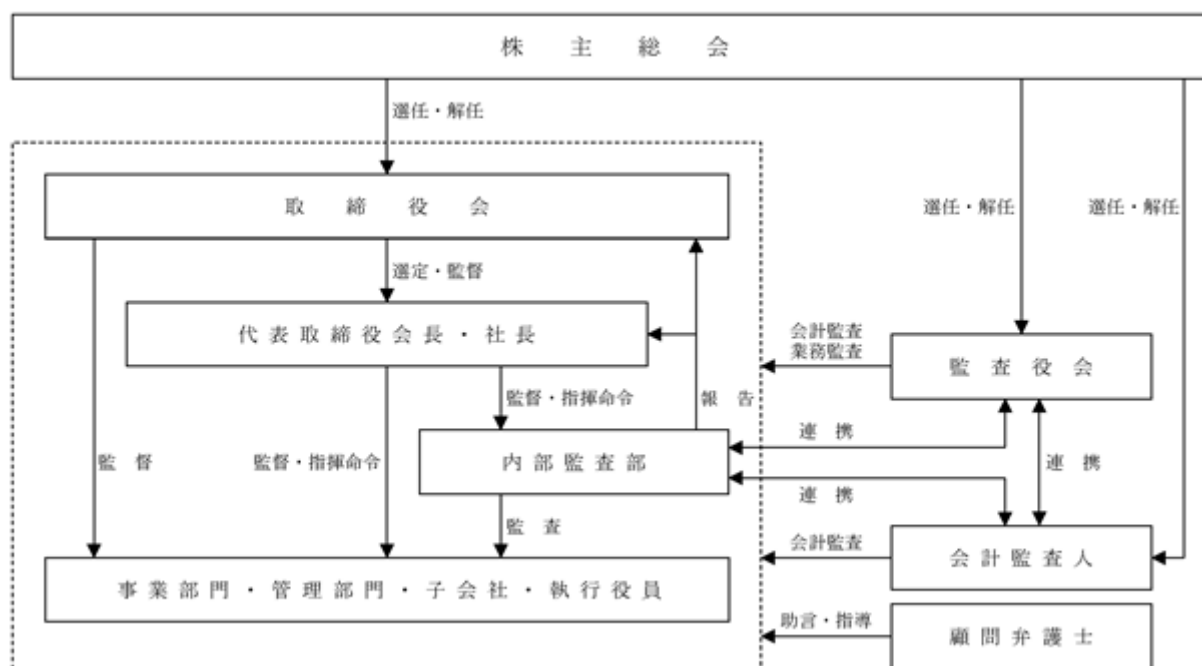 株主総会
選任・解任
取締役会
選任・解任
選任・解任
選定・監督
代表取締役会長・社長
会計監査
業務監査
監査役会
監督・指揮命令
報告
連携
監督
監督・指揮命令
内部監査部
連携
連携
監査
会計監査
会計監査人
事業部門・管理部門・子会社・執行役員
助言・指導
顧問弁護士